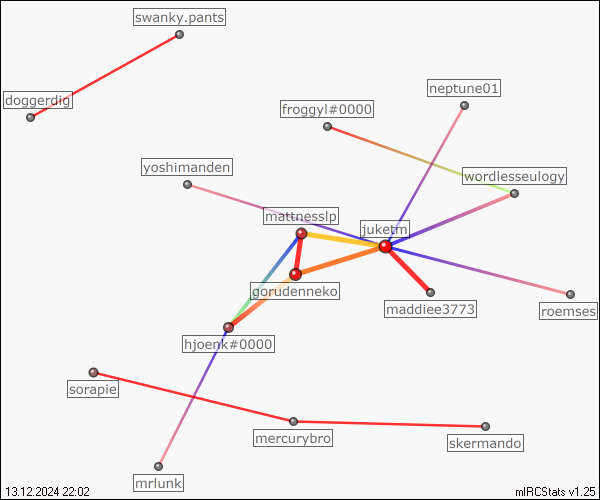 swanky.pants
neptune01
doggerdig
froggyl#0000
yoshimanden
wordlesseulogy
mattnesslp
juketm
gorudenneko
maddiee3773
roemses
hjoenk#0000
sorapie
mercurybro
skermando
mrlunk
13.12.2024 22:02
mIRCStats v1.25